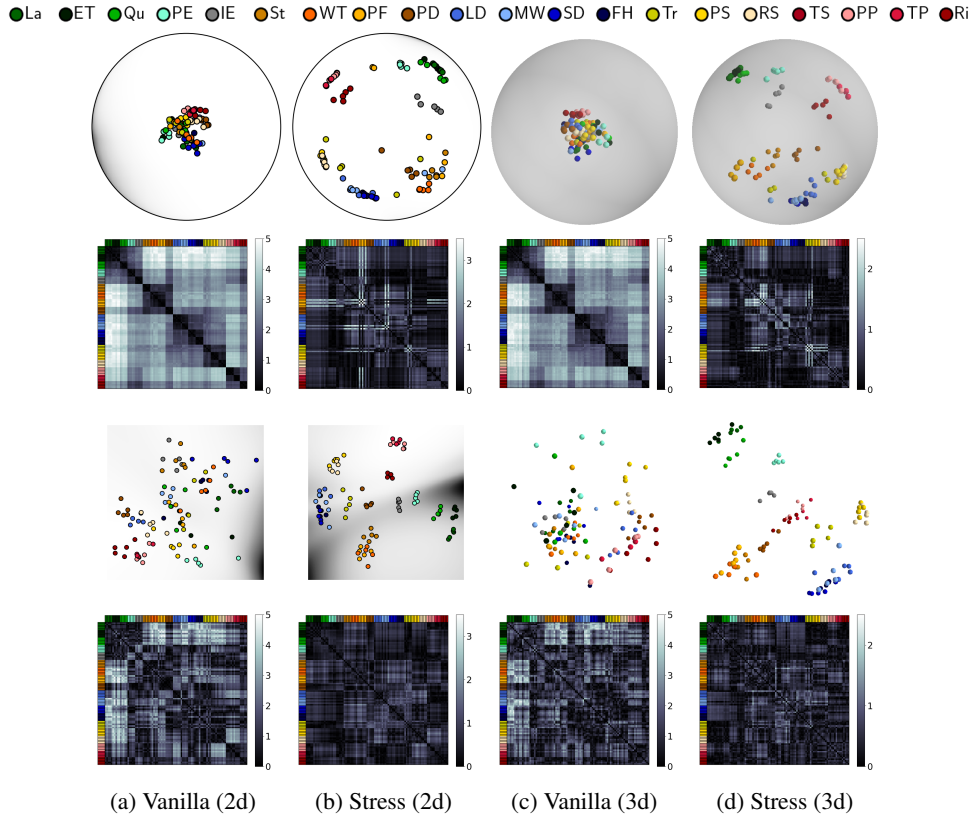 La ET Qu PE IE St WT PF PD LD MW SD FH Tr PS RS TS PP TP Ri
5 4 3 2 1 0
3 2 1 0
5 4 3 2 1 0
2 1 0
5 4 3 2 1 0
3 2 1 0
5 4 3 2 1 0
2 1 0
(a) Vanilla (2d) (b) Stress (2d) (c) Vanilla (3d) (d) Stress (3d)